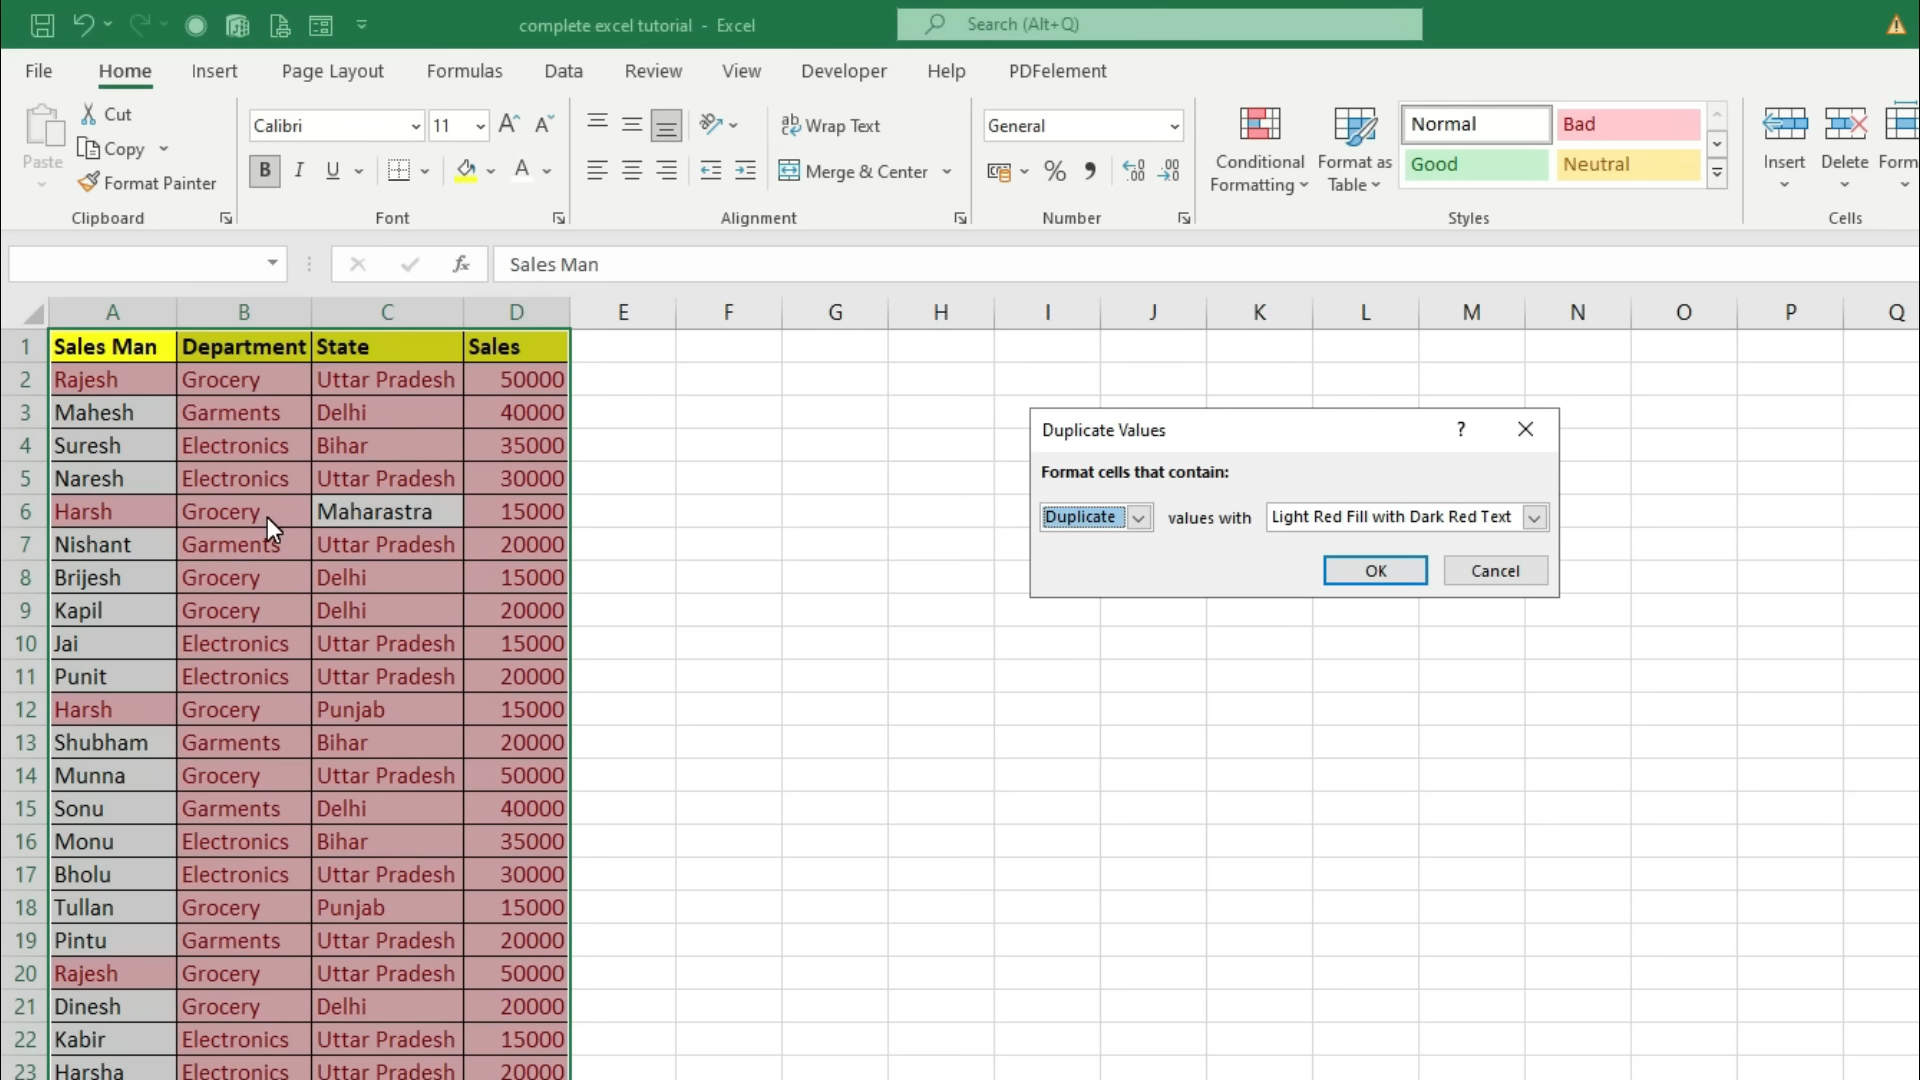 complete excel tutorial - Excel
Search (Alt+Q)
File Home Insert Page Layout Formulas Data Review View Developer Help PDFelement
Paste
Cut
Copy
Format Painter
Clipboard
Calibri 11
B I U
Font
Wrap Text
Merge & Center
Alignment
General
%
Number
Conditional Formatting
Format as Table
Normal Bad
Good Neutral
Styles
Insert Delete Form
Cells
fx Sales Man
A B C D E F G H I J K L M N O P Q
1 Sales Man Department State Sales
2 Rajesh Grocery Uttar Pradesh 50000
3 Mahesh Garments Delhi 40000
4 Suresh Electronics Bihar 35000
5 Naresh Electronics Uttar Pradesh 30000
6 Harsh Grocery Maharastra 15000
7 Nishant Garments Uttar Pradesh 20000
8 Brijesh Grocery Delhi 15000
9 Kapil Grocery Delhi 20000
10 Jai Electronics Uttar Pradesh 15000
11 Punit Electronics Uttar Pradesh 20000
12 Harsh Grocery Punjab 15000
13 Shubham Garments Bihar 20000
14 Munna Grocery Uttar Pradesh 50000
15 Sonu Garments Delhi 40000
16 Monu Electronics Bihar 35000
17 Bholu Electronics Uttar Pradesh 30000
18 Tullan Grocery Punjab 15000
19 Pintu Garments Uttar Pradesh 20000
20 Rajesh Grocery Uttar Pradesh 50000
21 Dinesh Grocery Delhi 20000
22 Kabir Electronics Uttar Pradesh 15000
23 Harsha Electronics Uttar Pradesh 20000
Duplicate Values ?
Format cells that contain:
Duplicate values with Light Red Fill with Dark Red Text
OK Cancel